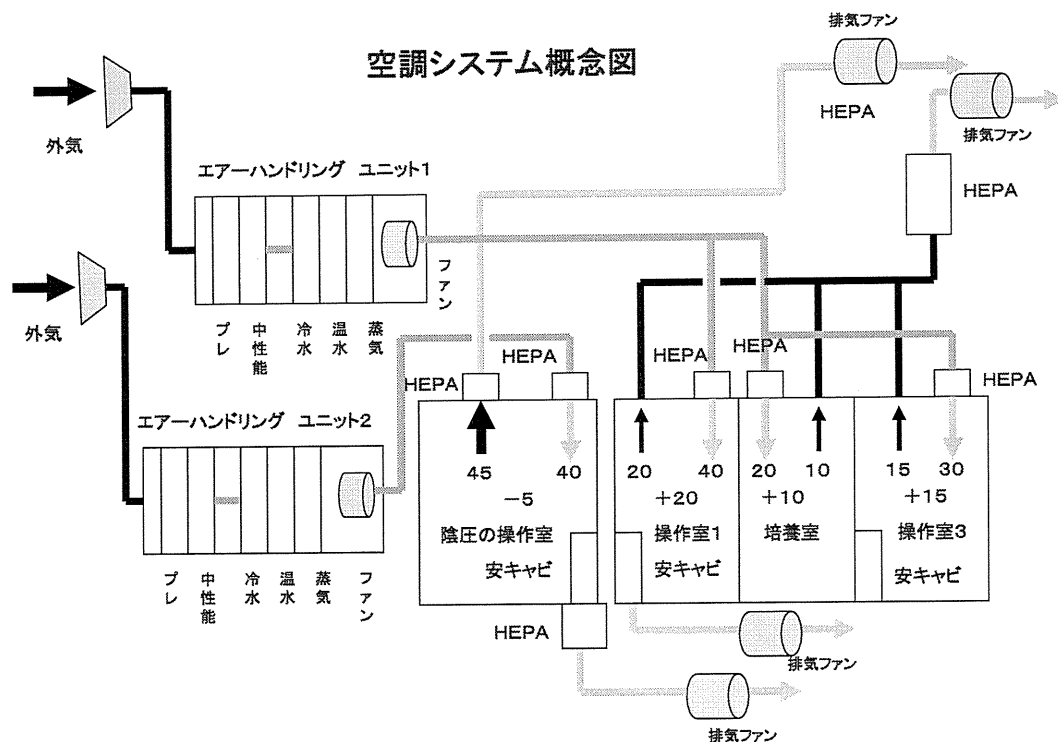 空調システム概念図
排気ファン
HEPA
排気ファン
HEPA
外気
エアーハンドリング ユニット1
ファン
プレ
中性能
冷水
温水
蒸気
外気
エアーハンドリング ユニット2
プレ
中性能
冷水
温水
蒸気
ファン
HEPA
HEPA
HEPA
HEPA
HEPA
45
40
20
40
20
10
15
30
-5
+20
+10
+15
陰圧の操作室
操作室1
培養室
操作室3
安キャビ
安キャビ
安キャビ
HEPA
排気ファン
排気ファン